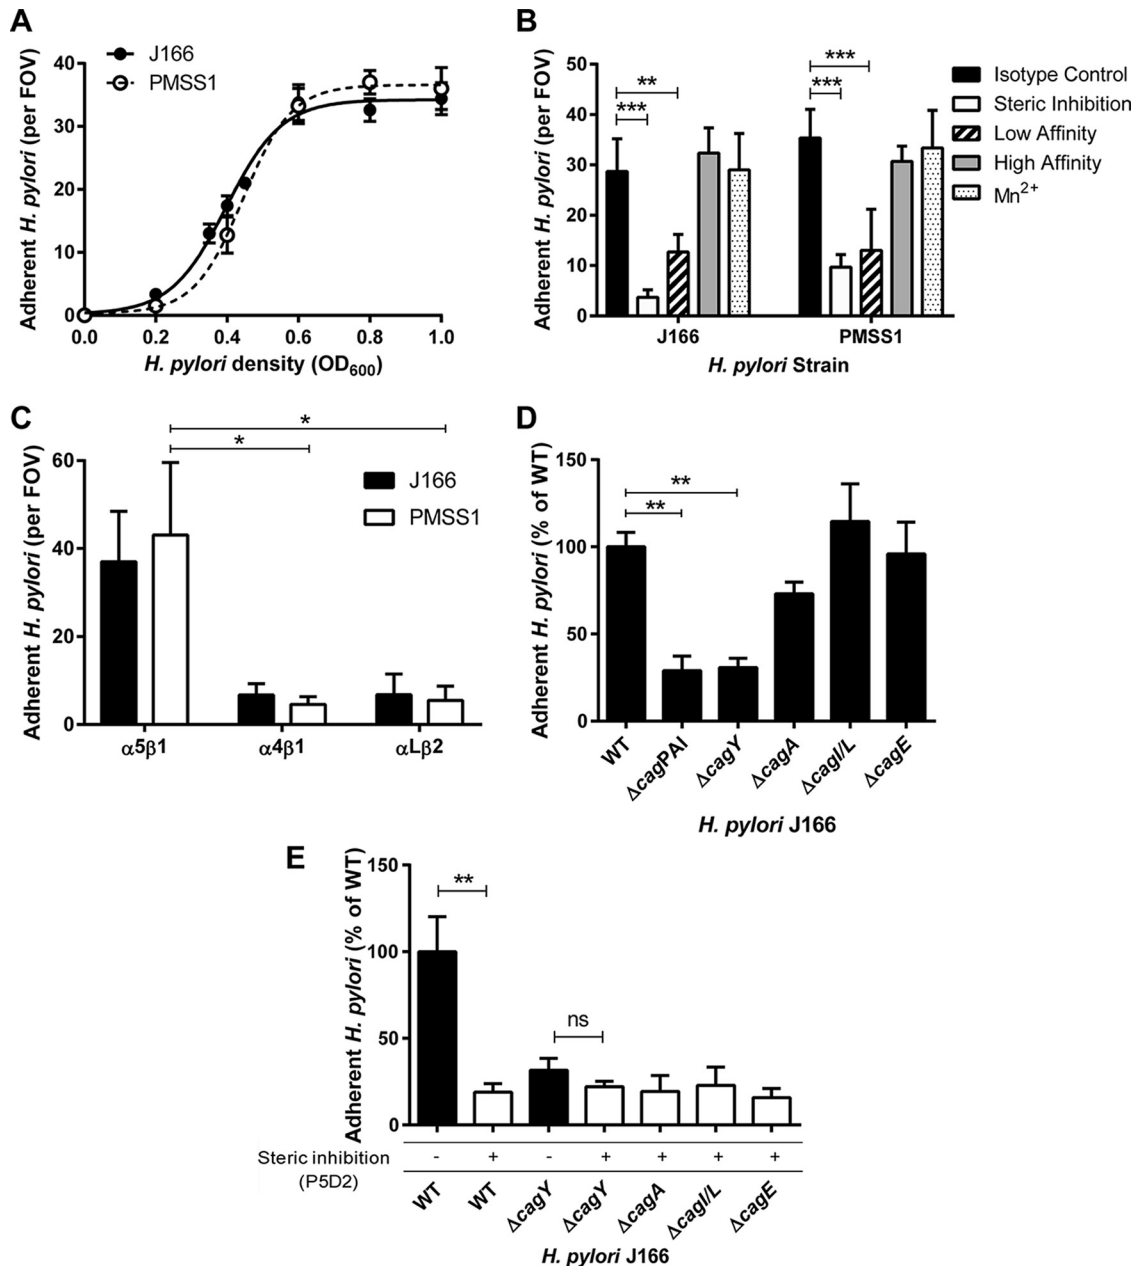 A
J166
PMSS1
Adherent H. pylori (per FOV)
40
30
20
10
0
0.0 0.2 0.4 0.6 0.8 1.0
H. pylori density (OD600)
B
Adherent H. pylori (per FOV)
50
40
30
20
10
0
**
***
***
***
J166 PMSS1
H. pylori Strain
Isotype Control
Steric Inhibition
Low Affinity
High Affinity
Mn2+
C
Adherent H. pylori (per FOV)
60
40
20
0
*
*
J166
PMSS1
α5β1 α4β1 αLβ2
D
Adherent H. pylori (% of WT)
150
100
50
0
**
**
WT ΔcagPAI ΔcagY ΔcagA ΔcagI/L ΔcagE
H. pylori J166
E
Adherent H. pylori (% of WT)
150
100
50
0
**
ns
Steric inhibition - + - + + + +
(P5D2)
WT WT ΔcagY ΔcagY ΔcagA ΔcagI/L ΔcagE
H. pylori J166